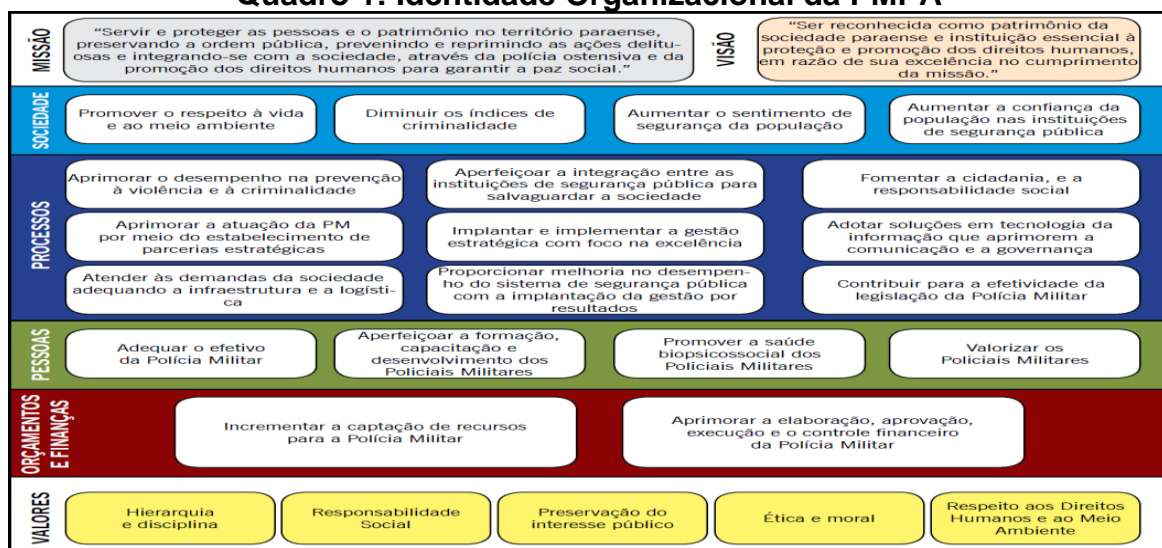 Quadro 1: Identidade Organizacional da PMPA
MISSÃO
“Servir e proteger as pessoas e o patrimônio no território paraense,
preservando a ordem pública, prevenindo e reprimindo as ações delitu-
osas e integrando-se com a sociedade, através da polícia ostensiva e da
promoção dos direitos humanos para garantir a paz social.”
VISÃO
“Ser reconhecida como patrimônio da
sociedade paraense e instituição essencial à
proteção e promoção dos direitos humanos,
em razão de sua excelência no cumprimento
da missão.”
SOCIEDADE
Promover o respeito à vida
e ao meio ambiente
Diminuir os índices de
criminalidade
Aumentar o sentimento de
segurança da população
Aumentar a confiança da
população nas instituições
de segurança pública
PROCESSOS
Aprimorar o desempenho na prevenção
à violência e à criminalidade
Aperfeiçoar a integração entre as
instituições de segurança pública para
salvaguardar a sociedade
Fomentar a cidadania, e a
responsabilidade social
Aprimorar a atuação da PM
por meio do estabelecimento de
parcerias estratégicas
Implantar e implementar a gestão
estratégica com foco na excelência
Adotar soluções em tecnologia da
informação que aprimorem a
comunicação e a governança
Atender às demandas da sociedade
adequando a infraestrutura e a logísti-
ca
Proporcionar melhoria no desempen-
ho do sistema de segurança pública
com a implantação da gestão por
resultados
Contribuir para a efetividade da
legislação da Polícia Militar
PESSOAS
Adequar o efetivo
da Polícia Militar
Aperfeiçoar a formação,
capacitação e
desenvolvimento dos
Policiais Militares
Promover a saúde
biopsicossocial dos
Policiais Militares
Valorizar os
Policiais Militares
ORÇAMENTOS
E FINANÇAS
Incrementar a captação de recursos
para a Polícia Militar
Aprimorar a elaboração, aprovação,
execução e o controle financeiro
da Polícia Militar
VALORES
Hierarquia
e disciplina
Responsabilidade
Social
Preservação do
interesse público
Ética e moral
Respeito aos Direitos
Humanos e ao Meio
Ambiente